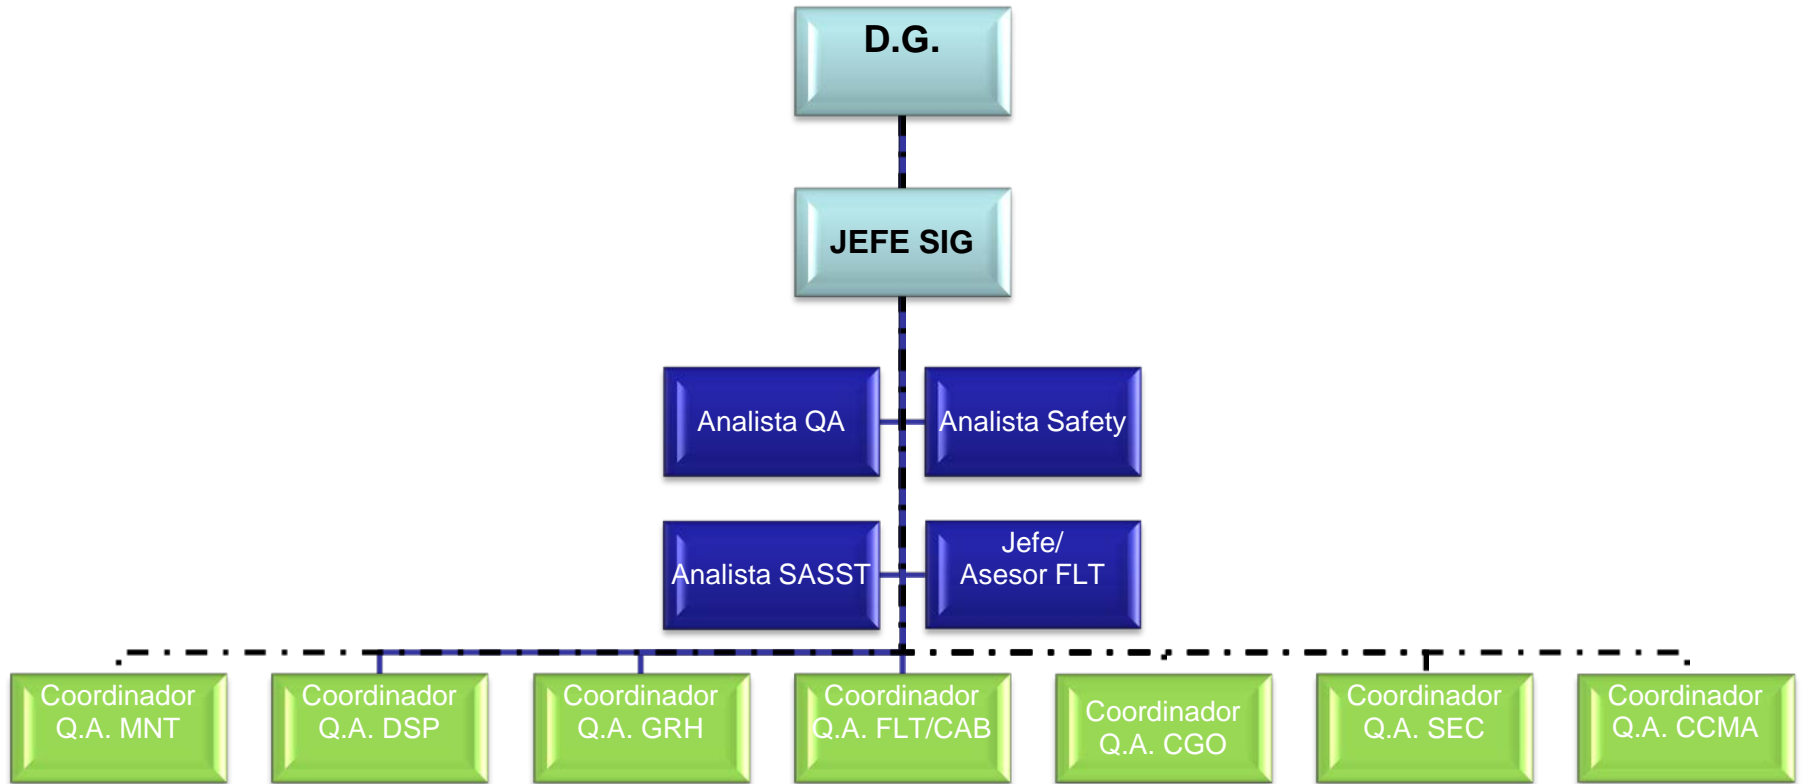 D.G.
JEFE SIG
Analista QA
Analista Safety
Analista SASST
Jefe/
Asesor FLT
Coordinador
Q.A. MNT
Coordinador
Q.A. DSP
Coordinador
Q.A. GRH
Coordinador
Q.A. FLT/CAB
Coordinador
Q.A. CGO
Coordinador
Q.A. SEC
Coordinador
Q.A. CCMA